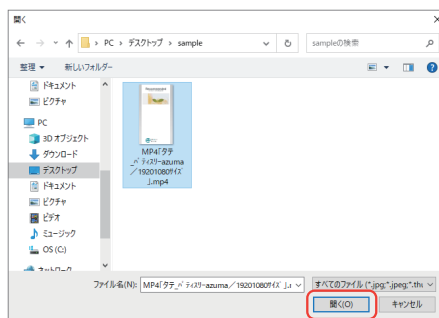 開く
PC › デスクトップ › sample
sampleの検索
整理 ▼
新しいフォルダー
ドキュメント
ピクチャ
PC
3D オブジェクト
ダウンロード
デスクトップ
ドキュメント
ピクチャ
ビデオ
ミュージック
OS (C:)
ネットワーク
MP4「タテ
_ﾊﾟティスリーazuma
／19201080サイズ
」.mp4
ファイル名(N):
MP4「タテ_ﾊﾟティスリーazuma／19201080サイズ」.r
すべてのファイル (*.jpg;*.jpeg;*.thu
開く(O)
キャンセル